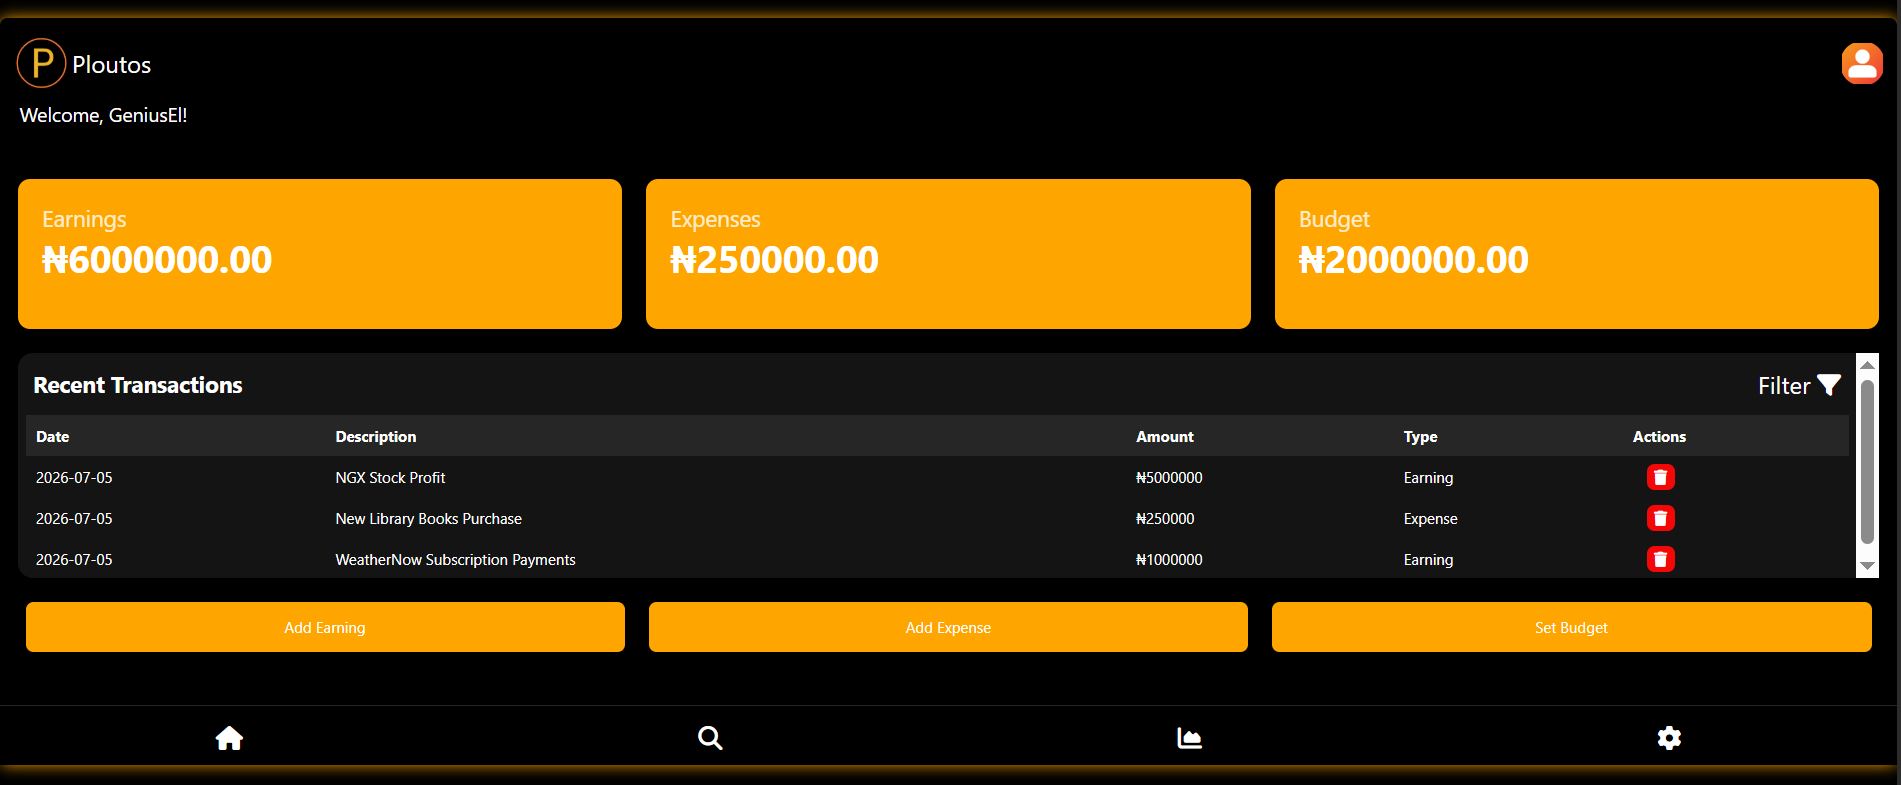 P Ploutos
Welcome, GeniusEl!
Earnings Expenses Budget
₦6000000.00 ₦250000.00 ₦2000000.00
Recent Transactions Filter
Date Description Amount Type Actions
2026-07-05 NGX Stock Profit ₦5000000 Earning
2026-07-05 New Library Books Purchase ₦250000 Expense
2026-07-05 WeatherNow Subscription Payments ₦1000000 Earning
Add Earning Add Expense Set Budget